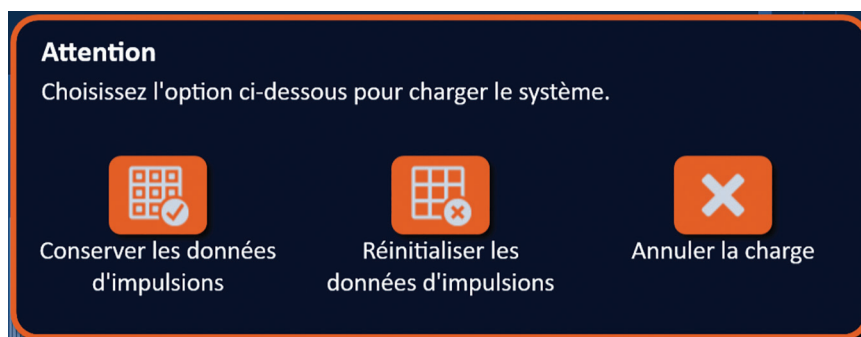 Attention
Choisissez l'option ci-dessous pour charger le système.
Conserver les données
d'impulsions
Réinitialiser les
données d'impulsions
Annuler la charge